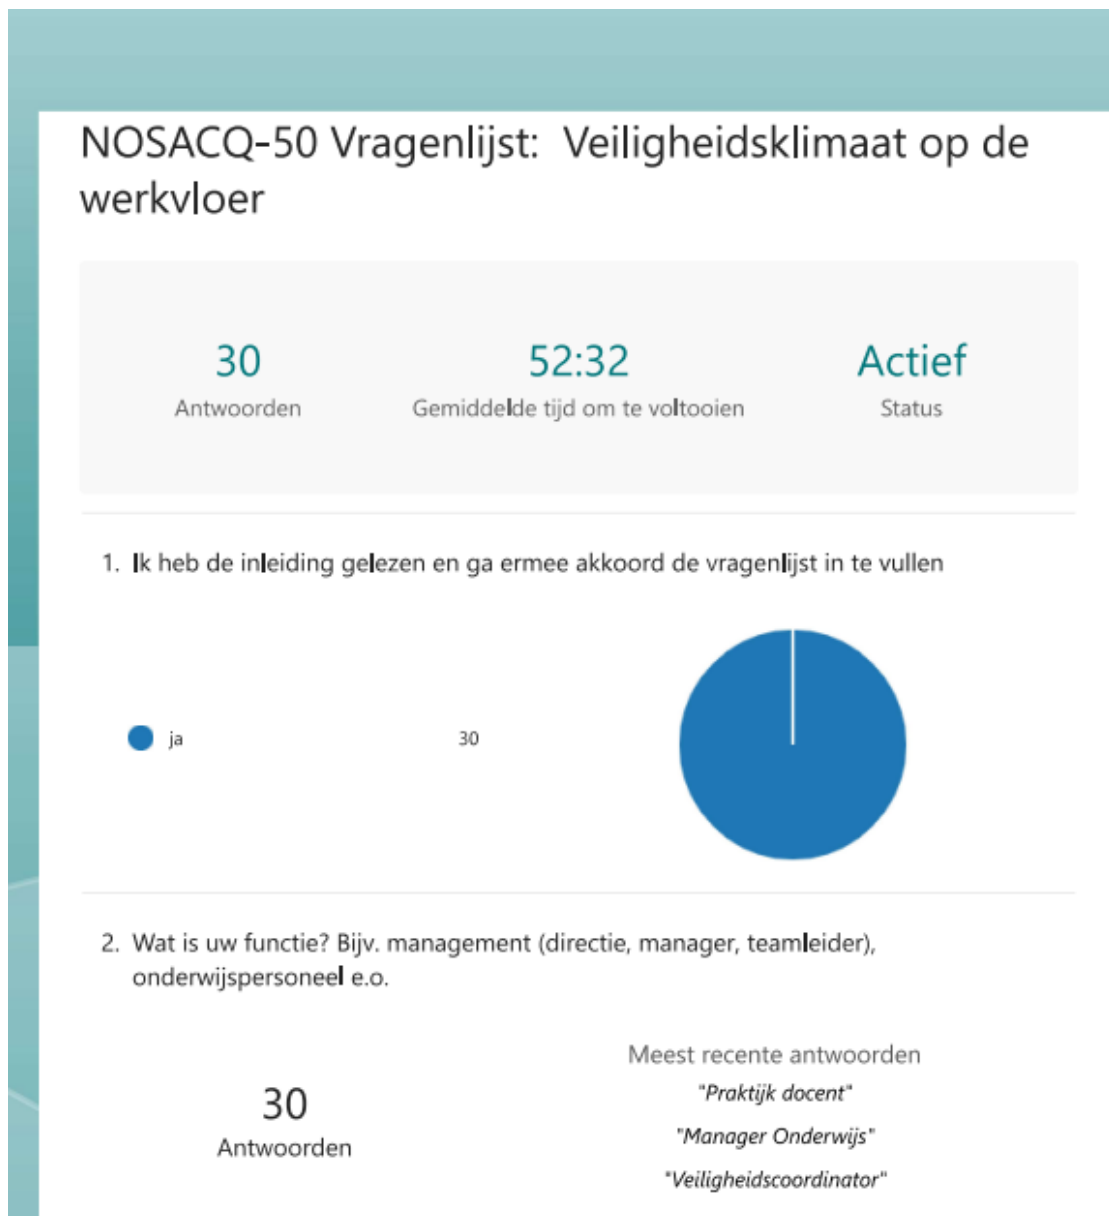 NOSACQ-50 Vragenlijst: Veiligheidsklimaat op de
werkvloer
30
Antwoorden
52:32
Gemiddelde tijd om te voltooien
Actief
Status
1. Ik heb de inleiding gelezen en ga ermee akkoord de vragenlijst in te vullen
ja
30
2. Wat is uw functie? Bijv. management (directie, manager, teamleider),
onderwijspersoneel e.o.
30
Antwoorden
Meest recente antwoorden
"Praktijk docent"
"Manager Onderwijs"
"Veiligheidscoordinator"